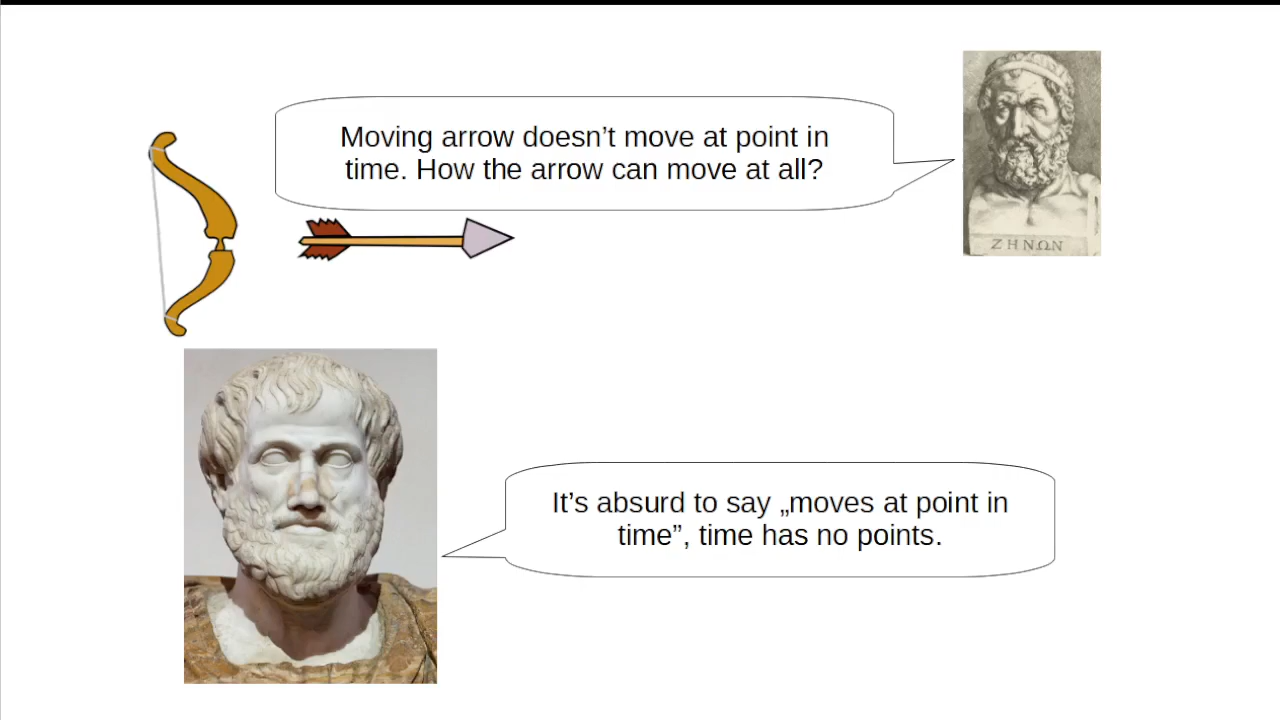 Moving arrow doesn’t move at point in
time. How the arrow can move at all?
ΖΗΝΩΝ
It’s absurd to say „moves at point in
time”, time has no points.